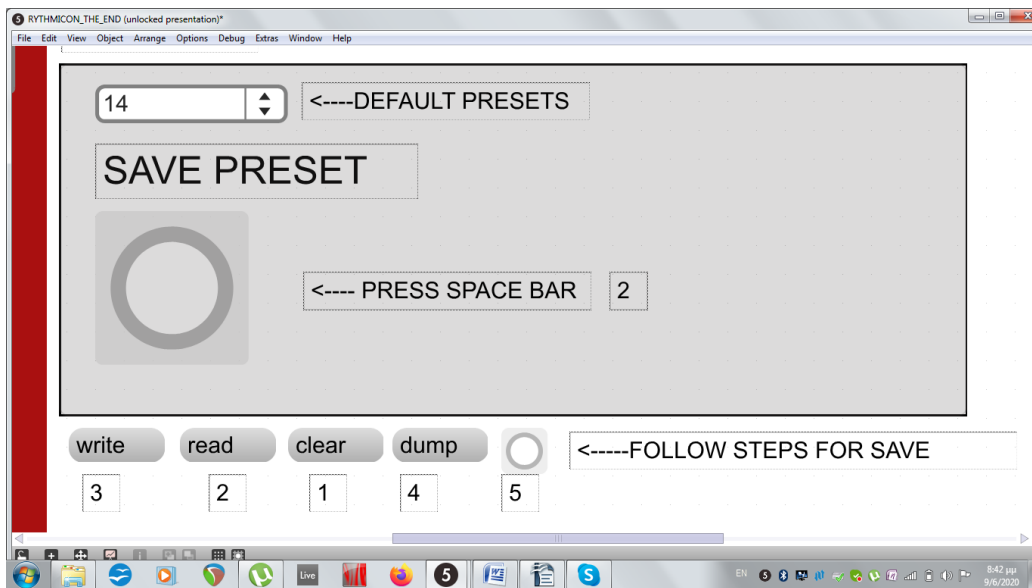 RYTHMICON_THE_END (unlocked presentation)*
File Edit View Object Arrange Options Debug Extras Window Help
14 <----DEFAULT PRESETS
SAVE PRESET
<---- PRESS SPACE BAR 2
write read clear dump <-----FOLLOW STEPS FOR SAVE
3 2 1 4 5
Live 5 S EN 8:42 μμ
9/6/2020